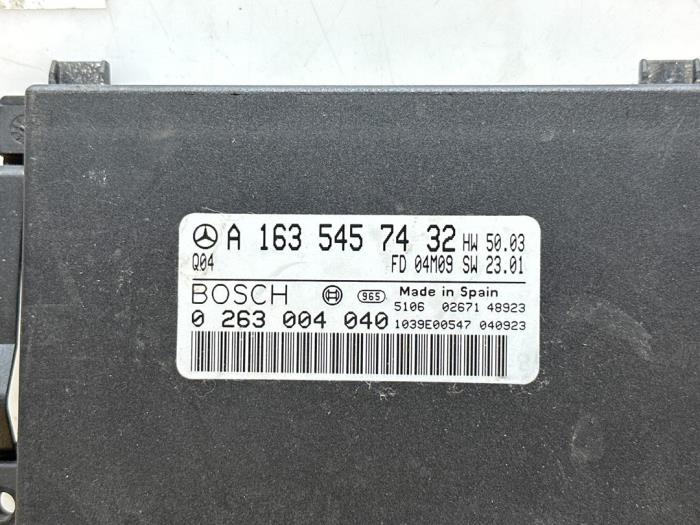 A 163 545 74 32 HW 50.03
Q04 FD 04M09 SW 23.01
BOSCH 965 Made in Spain
5106 02671 48923
0 263 004 040 1039E00547 040923